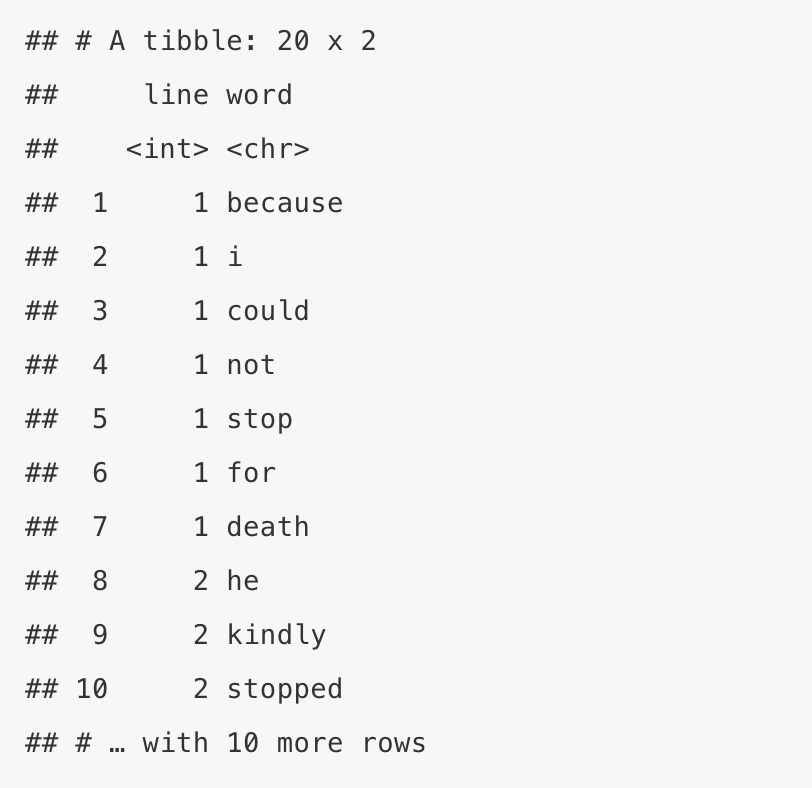 ## # A tibble: 20 x 2
##     line word
##    <int> <chr>
##  1     1 because
##  2     1 i
##  3     1 could
##  4     1 not
##  5     1 stop
##  6     1 for
##  7     1 death
##  8     2 he
##  9     2 kindly
## 10     2 stopped
## # … with 10 more rows